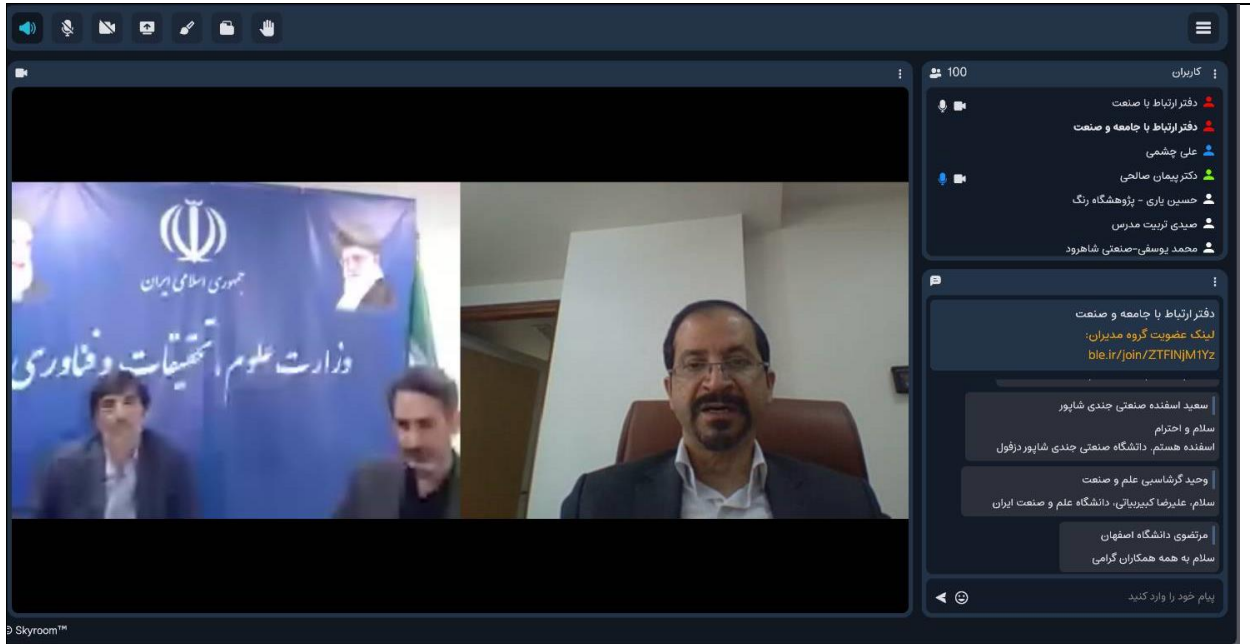 100
کاربران
دفتر ارتباط با صنعت
دفتر ارتباط با جامعه و صنعت
علی چشمی
دکتر پیمان صالحی
حسین یاری - پژوهشگاه رنگ
صیدی تربیت مدرس
محمد یوسفی-صنعتی شاهرود
جمهوری اسلامی ایران
وزارت علوم، تحقیقات و فناوری
دفتر ارتباط با جامعه و صنعت
لینک عضویت گروه مدیران:
ble.ir/join/ZTFINjM1Yz
سعید اسفنده صنعتی جندی شاپور
سلام و احترام
اسفنده هستم. دانشگاه صنعتی جندی شاپور دزفول
وحید گرشاسبی علم و صنعت
سلام، علیرضا کبیربیاتی، دانشگاه علم و صنعت ایران
مرتضوی دانشگاه اصفهان
سلام به همه همکاران گرامی
پیام خود را وارد کنید
© Skyroom™